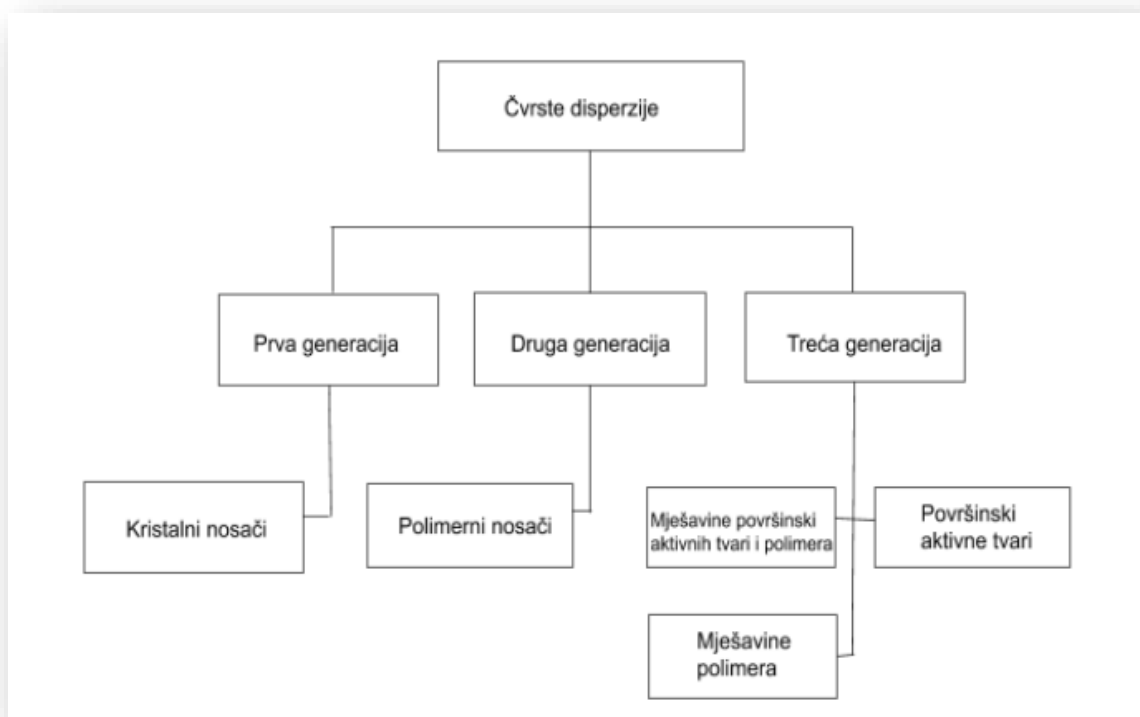 Čvrste disperzije
Prva generacija
Druga generacija
Treća generacija
Kristalni nosači
Polimerni nosači
Mješavine površinski
aktivnih tvari i polimera
Površinski
aktivne tvari
Mješavine
polimera